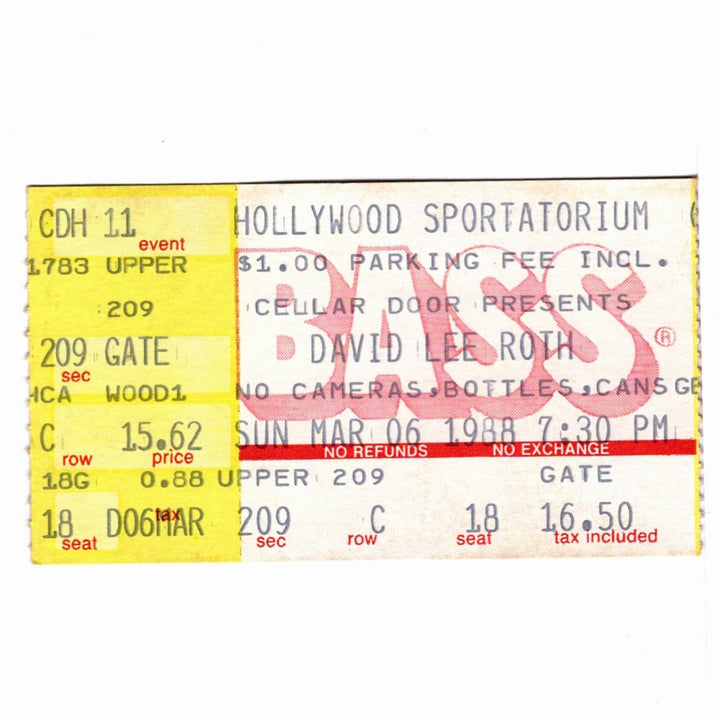 CDH 11
event
1783 UPPER
209
209 GATE
sec
HCA WOOD1
C 15.62
row price
18G 0.88
18 D06MAR
seat tax
BASS®
HOLLYWOOD SPORTATORIUM
$1.00 PARKING FEE INCL.
CELLAR DOOR PRESENTS
DAVID LEE ROTH
NO CAMERAS,BOTTLES,CANS
SUN MAR 06 1988 7:30 PM
NO REFUNDS NO EXCHANGE
UPPER 209 GATE
209 C 18 16.50
sec row seat tax included